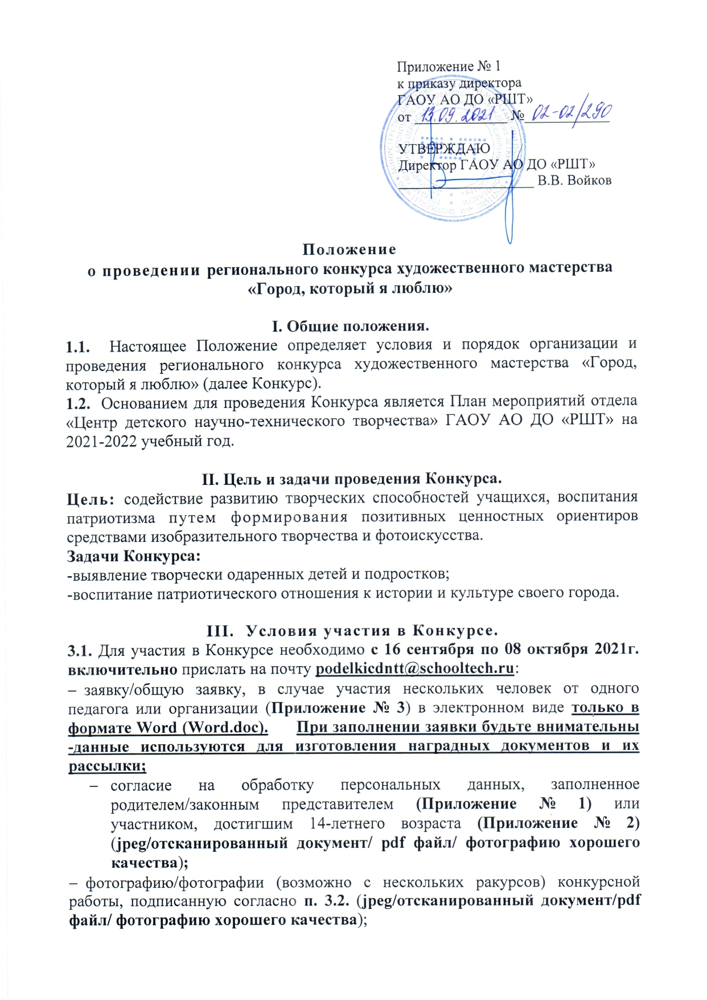 Приложение № 1
к приказу директора
ГАОУ АО ДО «РШТ»
от 13.09.2021 № 02-02/290
УТВЕРЖДАЮ
Директор ГАОУ АО ДО «РШТ»
В.В. Войков
Положение
о проведении регионального конкурса художественного мастерства
«Город, который я люблю»
I. Общие положения.
1.1. Настоящее Положение определяет условия и порядок организации и
проведения регионального конкурса художественного мастерства «Город,
который я люблю» (далее Конкурс).
1.2. Основанием для проведения Конкурса является План мероприятий отдела
«Центр детского научно-технического творчества» ГАОУ АО ДО «РШТ» на
2021-2022 учебный год.
II. Цель и задачи проведения Конкурса.
Цель: содействие развитию творческих способностей учащихся, воспитания
патриотизма путем формирования позитивных ценностных ориентиров
средствами изобразительного творчества и фотоискусства.
Задачи Конкурса:
-выявление творчески одаренных детей и подростков;
-воспитание патриотического отношения к истории и культуре своего города.
III. Условия участия в Конкурсе.
3.1. Для участия в Конкурсе необходимо с 16 сентября по 08 октября 2021г.
включительно прислать на почту podelkicdntt@schooltech.ru:
– заявку/общую заявку, в случае участия нескольких человек от одного
педагога или организации (Приложение № 3) в электронном виде только в
формате Word (Word.doc). При заполнении заявки будьте внимательны
-данные используются для изготовления наградных документов и их
рассылки;
– согласие на обработку персональных данных, заполненное
родителем/законным представителем (Приложение № 1) или
участником, достигшим 14-летнего возраста (Приложение № 2)
(jpeg/отсканированный документ/ pdf файл/ фотографию хорошего
качества);
– фотографию/фотографии (возможно с нескольких ракурсов) конкурсной
работы, подписанную согласно п. 3.2. (jpeg/отсканированный документ/pdf
файл/ фотографию хорошего качества);